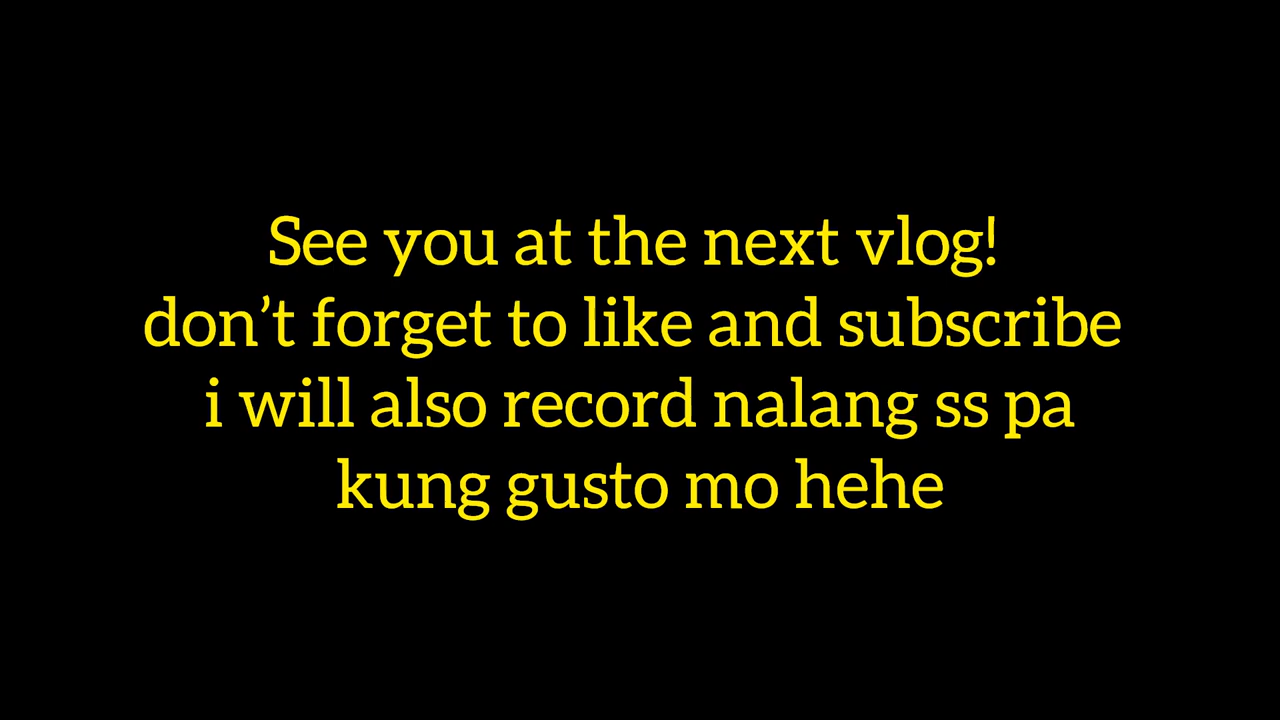 See you at the next vlog!
don’t forget to like and subscribe
i will also record nalang ss pa
kung gusto mo hehe